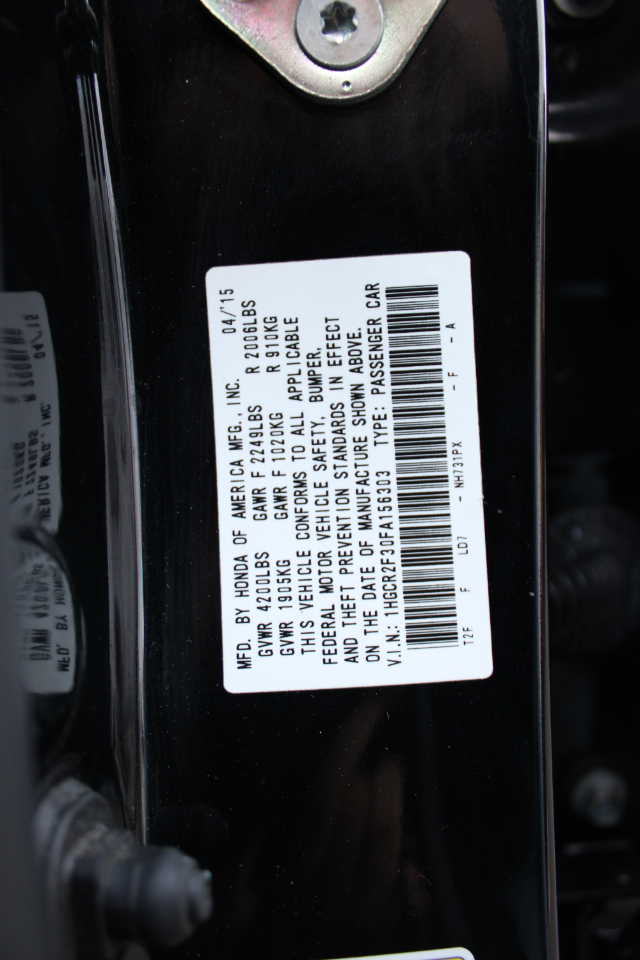 MFD. BY HONDA OF AMERICA MFG., INC. 04/'15
GVWR 4200LBS GAWR F 2249LBS R 2006LBS
GVWR 1905KG GAWR F 1020KG R 910KG
THIS VEHICLE CONFORMS TO ALL APPLICABLE
FEDERAL MOTOR VEHICLE SAFETY, BUMPER,
AND THEFT PREVENTION STANDARDS IN EFFECT
ON THE DATE OF MANUFACTURE SHOWN ABOVE.
V.I.N.: 1HGCR2F30FA156303 TYPE: PASSENGER CAR
T2F F LD7 - NH731PX - F - A